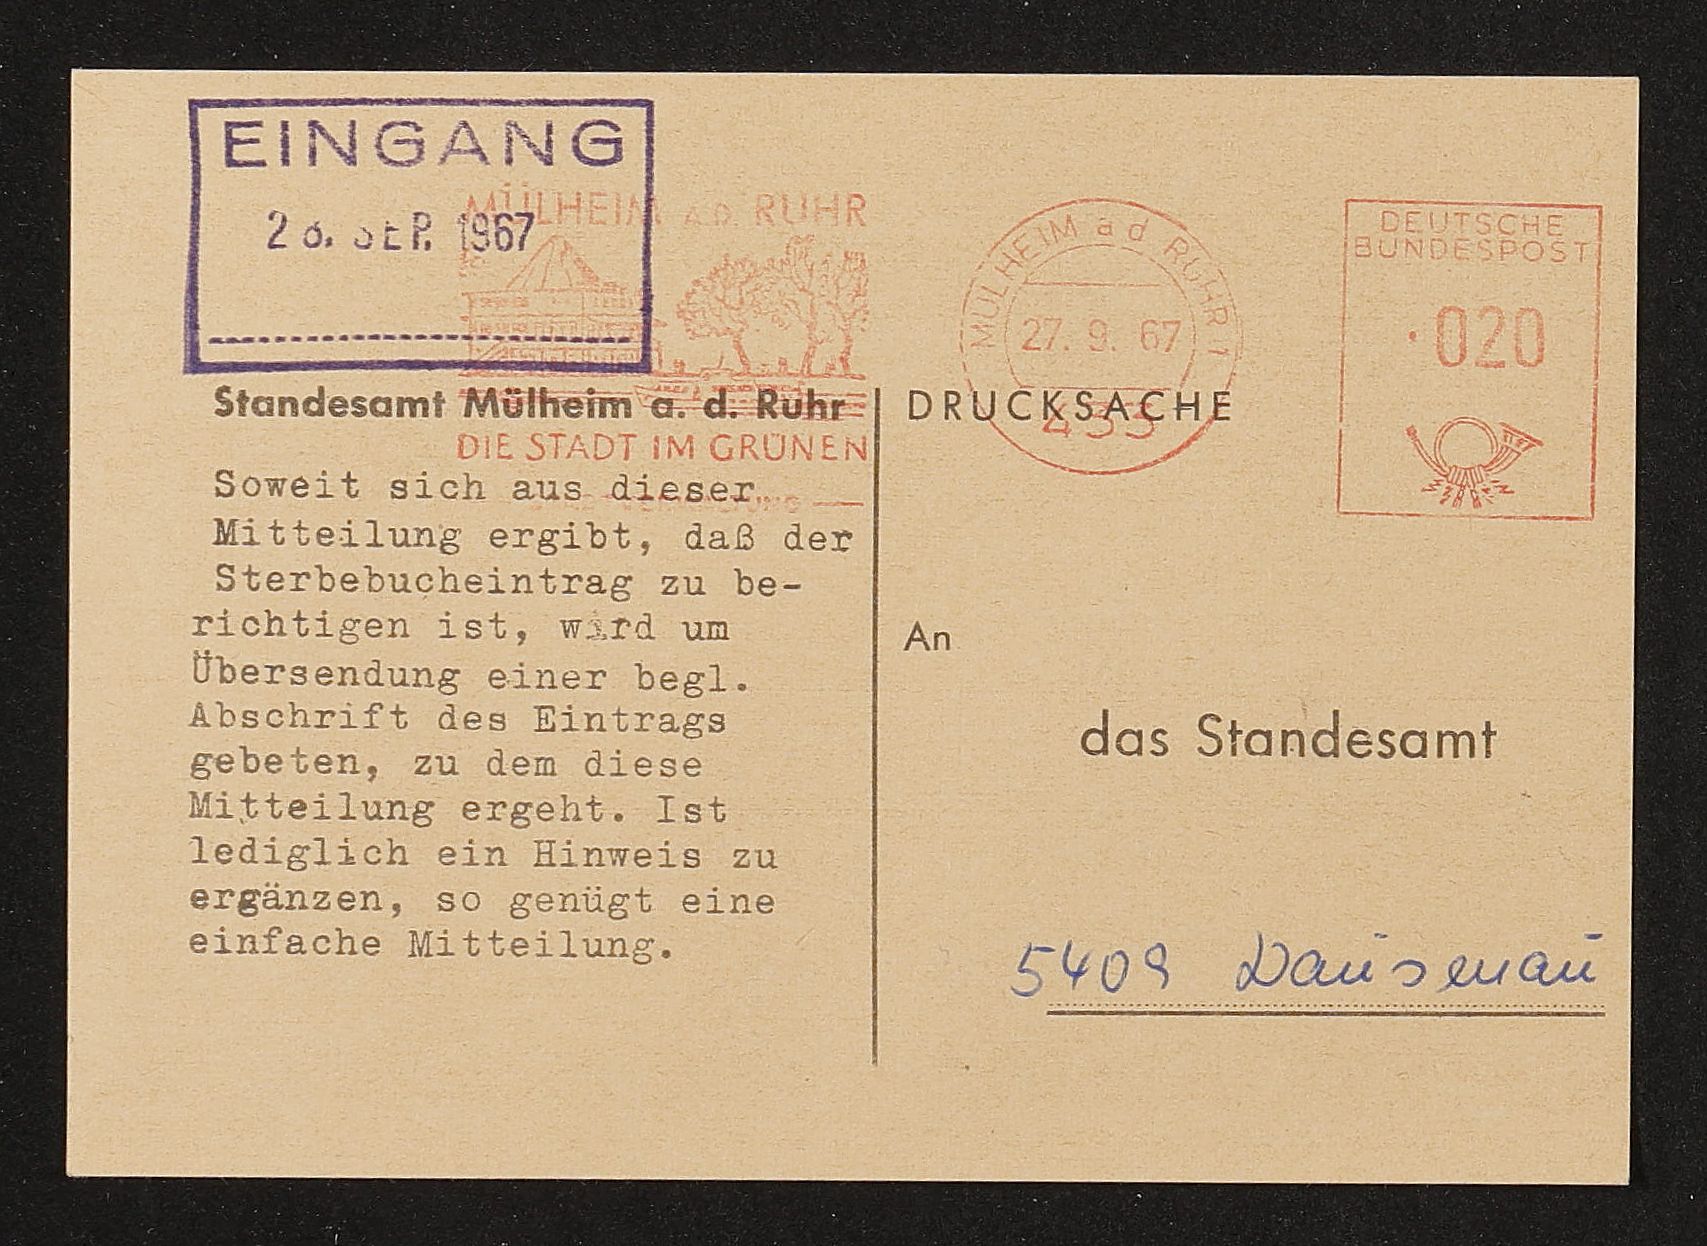 EINGANG
28. SEP. 1967
MÜLHEIM A D RUHR
DIE STADT IM GRÜNEN
MÜLHEIM a d RUHR 1
27. 9. 67
433
DEUTSCHE
BUNDESPOST
020
Standesamt Mülheim a. d. Ruhr
Soweit sich aus dieser
Mitteilung ergibt, daß der
Sterbebucheintrag zu be-
richtigen ist, wird um
Übersendung einer begl.
Abschrift des Eintrags
gebeten, zu dem diese
Mitteilung ergeht. Ist
lediglich ein Hinweis zu
ergänzen, so genügt eine
einfache Mitteilung.
DRUCKSACHE
An
das Standesamt
5409 Dausenau